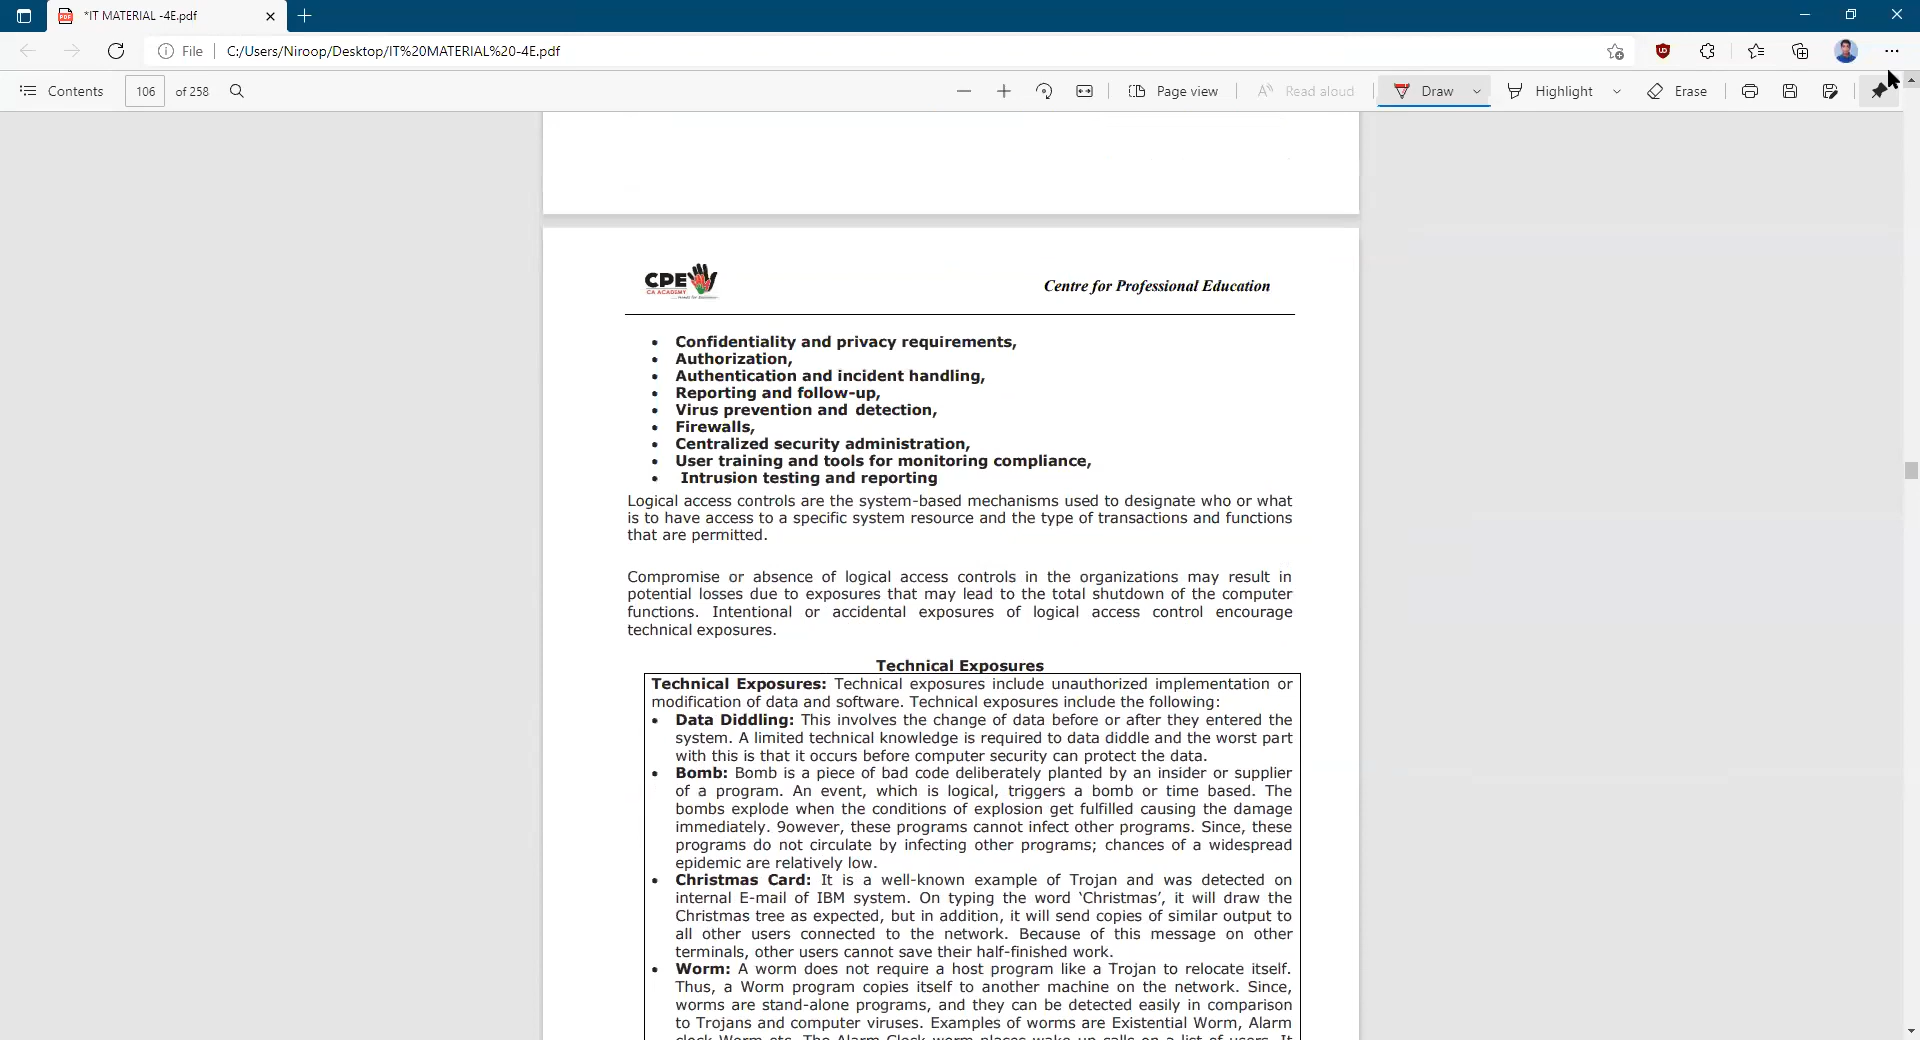 *IT MATERIAL -4E.pdf
File
C:/Users/Niroop/Desktop/IT%20MATERIAL%20-4E.pdf
Contents 106 of 258 Page view Read aloud Draw Highlight Erase
CPE
CA ACADEMY
Centre for Professional Education
• Confidentiality and privacy requirements,
• Authorization,
• Authentication and incident handling,
• Reporting and follow-up,
• Virus prevention and detection,
• Firewalls,
• Centralized security administration,
• User training and tools for monitoring compliance,
• Intrusion testing and reporting
Logical access controls are the system-based mechanisms used to designate who or what
is to have access to a specific system resource and the type of transactions and functions
that are permitted.
Compromise or absence of logical access controls in the organizations may result in
potential losses due to exposures that may lead to the total shutdown of the computer
functions. Intentional or accidental exposures of logical access control encourage
technical exposures.
Technical Exposures
Technical Exposures: Technical exposures include unauthorized implementation or
modification of data and software. Technical exposures include the following:
• Data Diddling: This involves the change of data before or after they entered the
system. A limited technical knowledge is required to data diddle and the worst part
with this is that it occurs before computer security can protect the data.
• Bomb: Bomb is a piece of bad code deliberately planted by an insider or supplier
of a program. An event, which is logical, triggers a bomb or time based. The
bombs explode when the conditions of explosion get fulfilled causing the damage
immediately. 9owever, these programs cannot infect other programs. Since, these
programs do not circulate by infecting other programs; chances of a widespread
epidemic are relatively low.
• Christmas Card: It is a well-known example of Trojan and was detected on
internal E-mail of IBM system. On typing the word ‘Christmas’, it will draw the
Christmas tree as expected, but in addition, it will send copies of similar output to
all other users connected to the network. Because of this message on other
terminals, other users cannot save their half-finished work.
• Worm: A worm does not require a host program like a Trojan to relocate itself.
Thus, a Worm program copies itself to another machine on the network. Since,
worms are stand-alone programs, and they can be detected easily in comparison
to Trojans and computer viruses. Examples of worms are Existential Worm, Alarm
clock Worm etc. The Alarm Clock worm places wake-up calls on a list of users. It